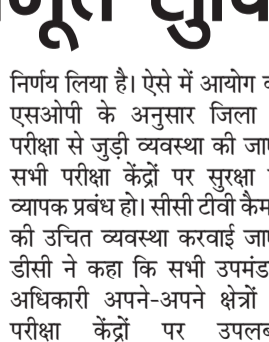 निर्णय लिया है। ऐसे में आयोग
एसओपी के अनुसार जिला
परीक्षा से जुड़ी व्यवस्था की
सभी परीक्षा केंद्रों पर सुरक्षा
व्यापक प्रबंध हो। सीसी टीवी
की उचित व्यवस्था करवाई
डीसी ने कहा कि सभी
अधिकारी अपने-अपने क्षेत्रों
परीक्षा केंद्रों पर